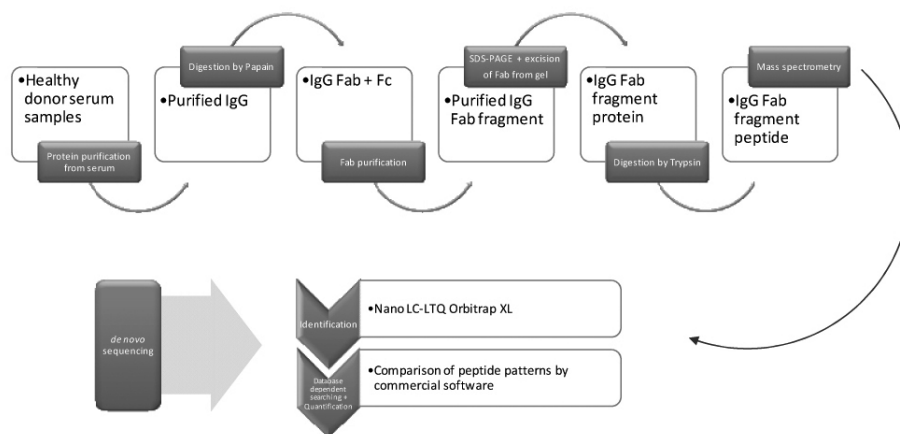 •Healthy
donor serum
samples
Protein purification
from serum
Digestion by Papain
•Purified IgG
•IgG Fab + Fc
Fab purification
SDS-PAGE + excision
of Fab from gel
•Purified IgG
Fab fragment
•IgG Fab
fragment
protein
Digestion by Trypsin
Mass spectrometry
•IgG Fab
fragment
peptide
de novo
sequencing
Identification
•Nano LC-LTQ Orbitrap XL
Database
dependent
searching +
Quantification
•Comparison of peptide patterns by
commercial software